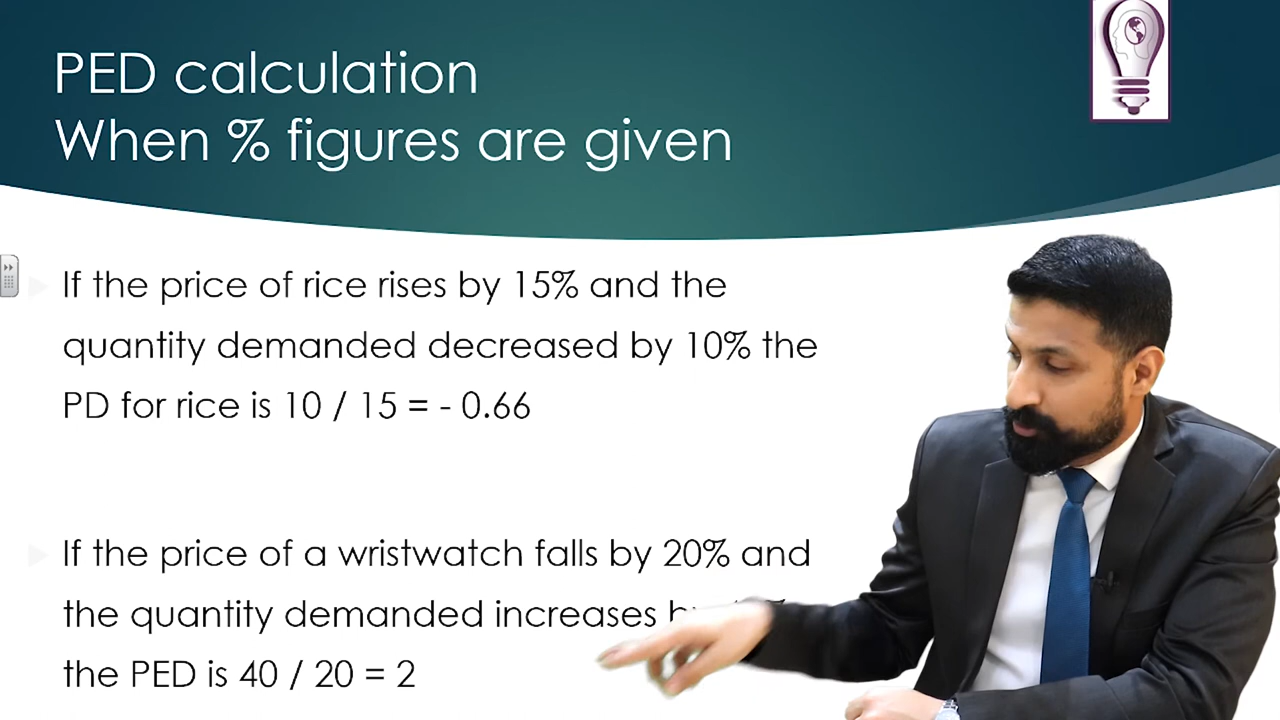 PED calculation
When % figures are given
If the price of rice rises by 15% and the
quantity demanded decreased by 10% the
PD for rice is 10 / 15 = - 0.66
If the price of a wristwatch falls by 20% and
the quantity demanded increases
the PED is 40 / 20 = 2